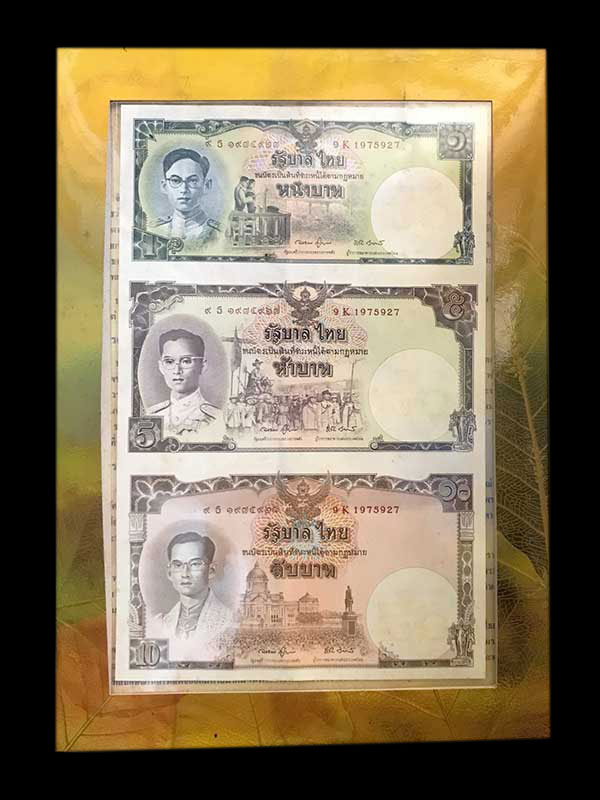 ๙ ธ ๑๙๗๕๙๒๗
9 K 1975927
รัฐบาลไทย
ธนบัตรเป็นเงินที่ชำระหนี้ได้ตามกฎหมาย
หนึ่งบาท
๑
1
๙ ธ ๑๙๗๕๙๒๗
9 K 1975927
๕
รัฐบาลไทย
ธนบัตรเป็นเงินที่ชำระหนี้ได้ตามกฎหมาย
ห้าบาท
5
๙ ธ ๑๙๗๕๙๒๗
9 K 1975927
๑๐
รัฐบาลไทย
ธนบัตรเป็นเงินที่ชำระหนี้ได้ตามกฎหมาย
สิบบาท
10